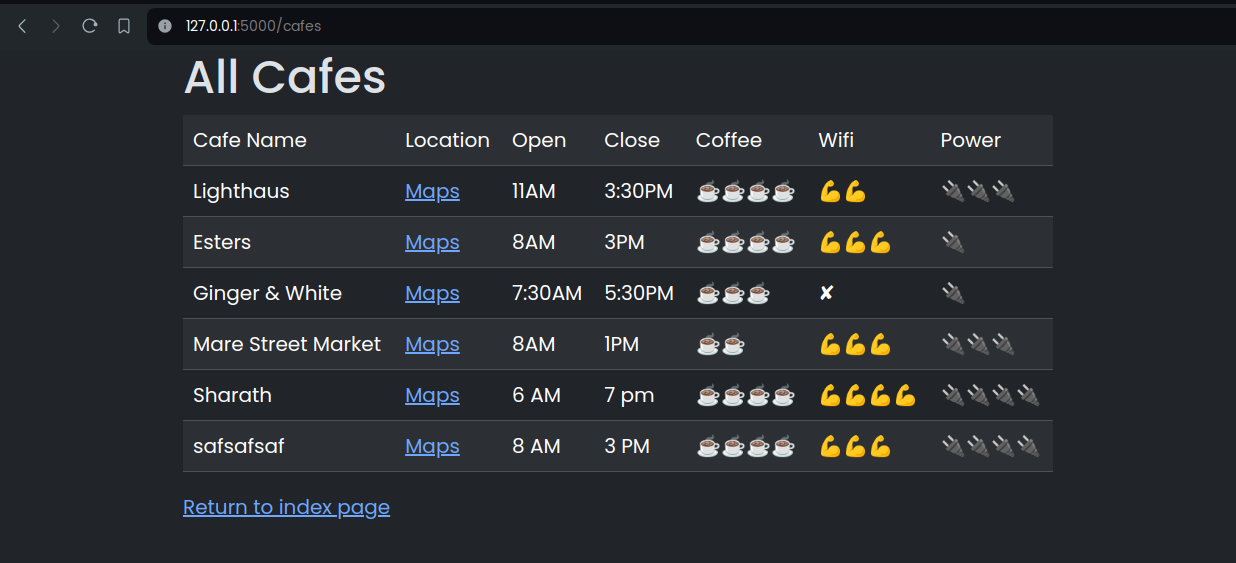 127.0.0.1:5000/cafes
All Cafes
Cafe Name Location Open Close Coffee Wifi Power
Lighthaus Maps 11AM 3:30PM ☕☕☕☕ 💪💪 🔌🔌🔌
Esters Maps 8AM 3PM ☕☕☕☕ 💪💪💪 🔌
Ginger & White Maps 7:30AM 5:30PM ☕☕☕ ✘ 🔌
Mare Street Market Maps 8AM 1PM ☕☕ 💪💪💪 🔌🔌🔌
Sharath Maps 6 AM 7 pm ☕☕☕☕ 💪💪💪💪 🔌🔌🔌🔌
safsafsaf Maps 8 AM 3 PM ☕☕☕☕ 💪💪💪 🔌🔌🔌🔌
Return to index page